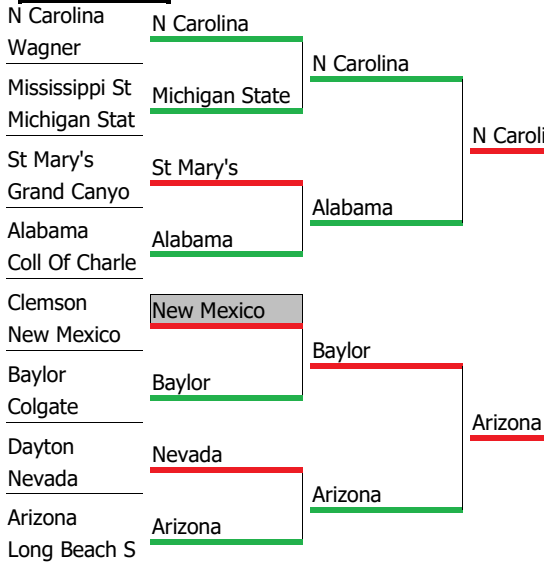 N Carolina
Wagner
Mississippi St
Michigan Stat
St Mary's
Grand Canyo
Alabama
Coll Of Charle
Clemson
New Mexico
Baylor
Colgate
Dayton
Nevada
Arizona
Long Beach S
N Carolina
Michigan State
St Mary's
Alabama
New Mexico
Baylor
Nevada
Arizona
N Carolina
Alabama
Baylor
Arizona
N Caroli
Arizona